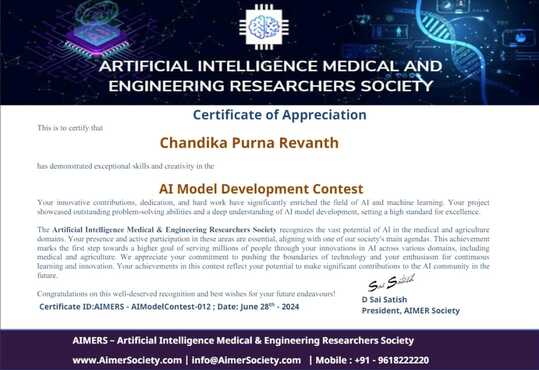 ARTIFICIAL INTELLIGENCE MEDICAL AND
ENGINEERING RESEARCHERS SOCIETY
Certificate of Appreciation
This is to certify that
Chandika Purna Revanth
has demonstrated exceptional skills and creativity in the
AI Model Development Contest
Your innovative contributions, dedication, and hard work have significantly enriched the field of AI and machine learning. Your project
showcased outstanding problem-solving abilities and a deep understanding of AI model development, setting a high standard for excellence.
The Artificial Intelligence Medical & Engineering Researchers Society recognizes the vast potential of AI in the medical and agriculture
domains. Your presence and active participation in these areas are essential, aligning with one of society's main agendas. This achievement
marks the first step towards a higher goal of serving millions of people through your innovations in AI across various domains, including
medical and agriculture. We appreciate your commitment to pushing the boundaries of technology and your enthusiasm for continuous
learning and innovation. Your achievements in this contest reflect your potential to make significant contributions to the AI community in the
future.
Congratulations on this well-deserved recognition and best wishes for your future endeavours!
Certificate ID:AIMERS - AIModelContest-012 ; Date: June 28th - 2024
Sai Satish
D Sai Satish
President, AIMER Society
AIMERS – Artificial Intelligence Medical & Engineering Researchers Society
www.AimerSociety.com | info@AimerSociety.com | Mobile : +91 - 9618222220